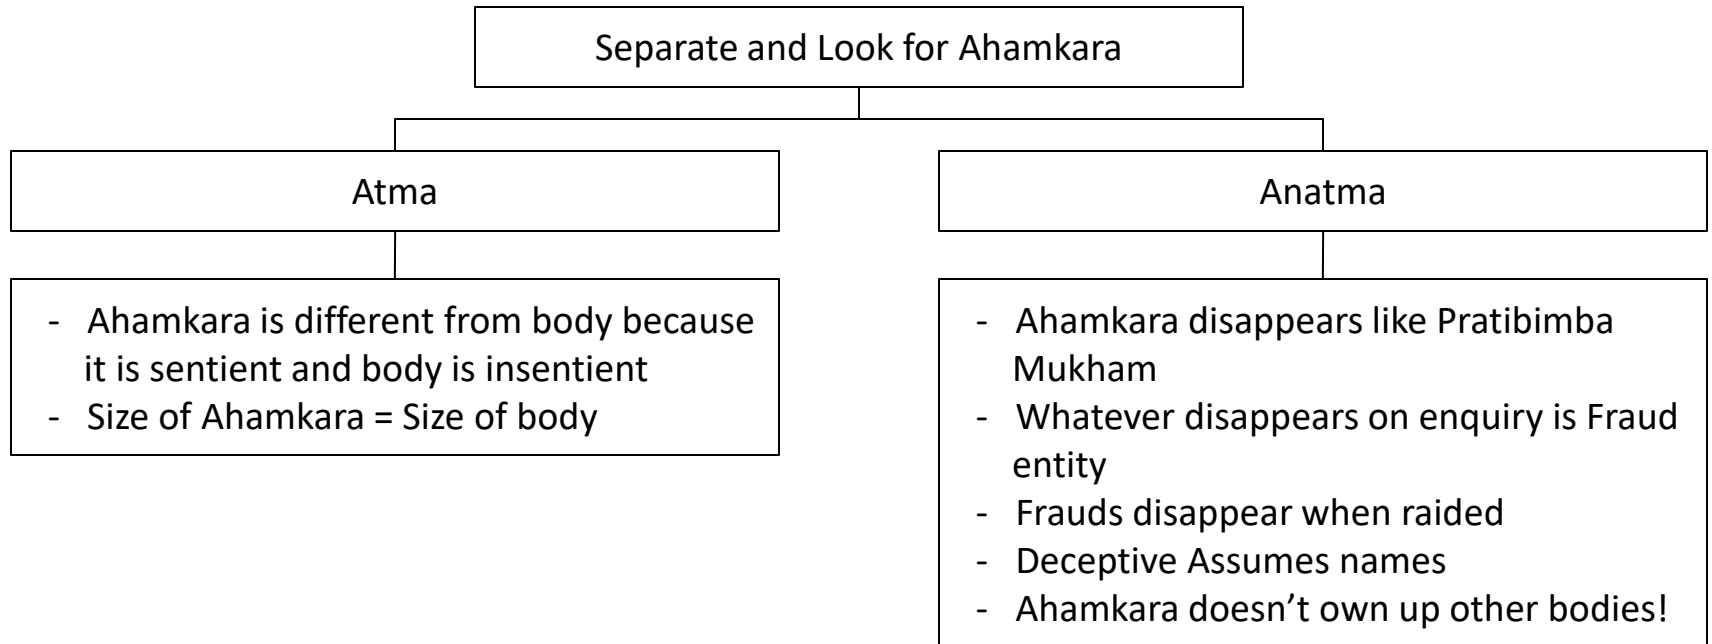 Separate and Look for Ahamkara
Atma
Anatma
- Ahamkara is different from body because
it is sentient and body is insentient
- Size of Ahamkara = Size of body
- Ahamkara disappears like Pratibimba
Mukham
- Whatever disappears on enquiry is Fraud
entity
- Frauds disappear when raided
- Deceptive Assumes names
- Ahamkara doesn’t own up other bodies!